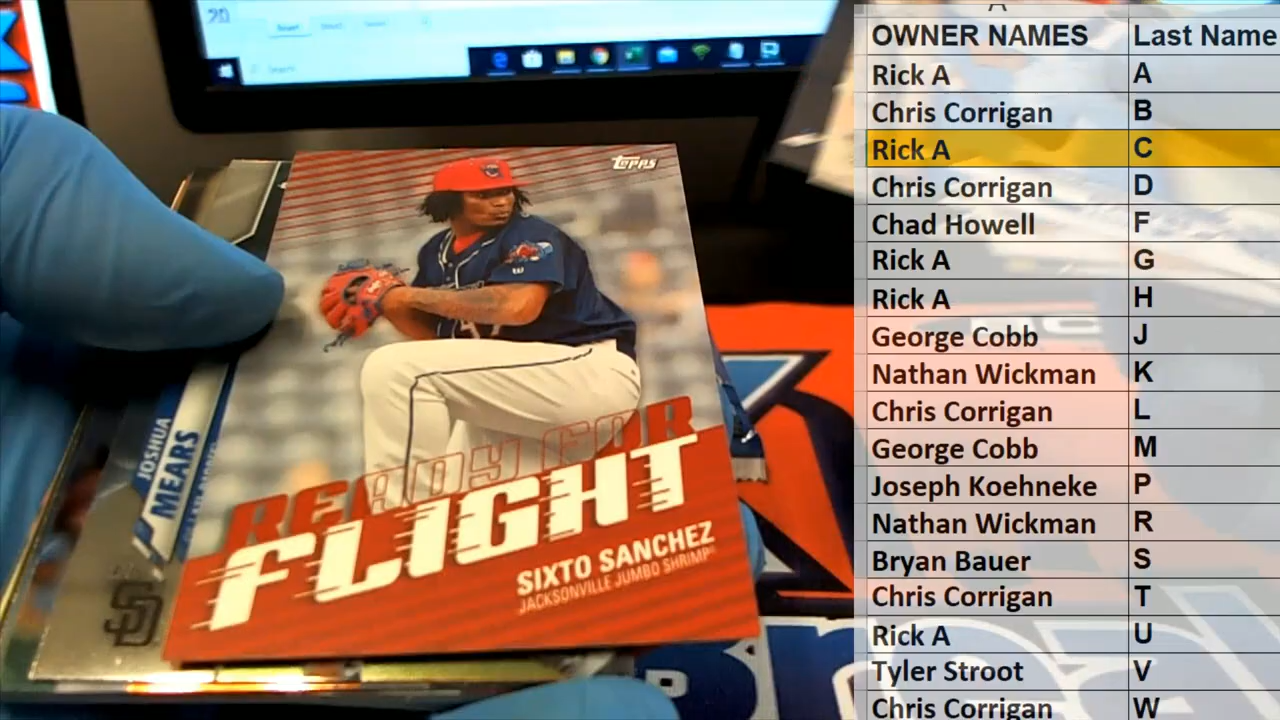 20
Topps
READY FOR
FLIGHT
SIXTO SANCHEZ
JACKSONVILLE JUMBO SHRIMP
JOSHUA
MEARS
SD
A
OWNER NAMES Last Name
Rick A A
Chris Corrigan B
Rick A C
Chris Corrigan D
Chad Howell F
Rick A G
Rick A H
George Cobb J
Nathan Wickman K
Chris Corrigan L
George Cobb M
Joseph Koehneke P
Nathan Wickman R
Bryan Bauer S
Chris Corrigan T
Rick A U
Tyler Stroot V
Chris Corrigan W